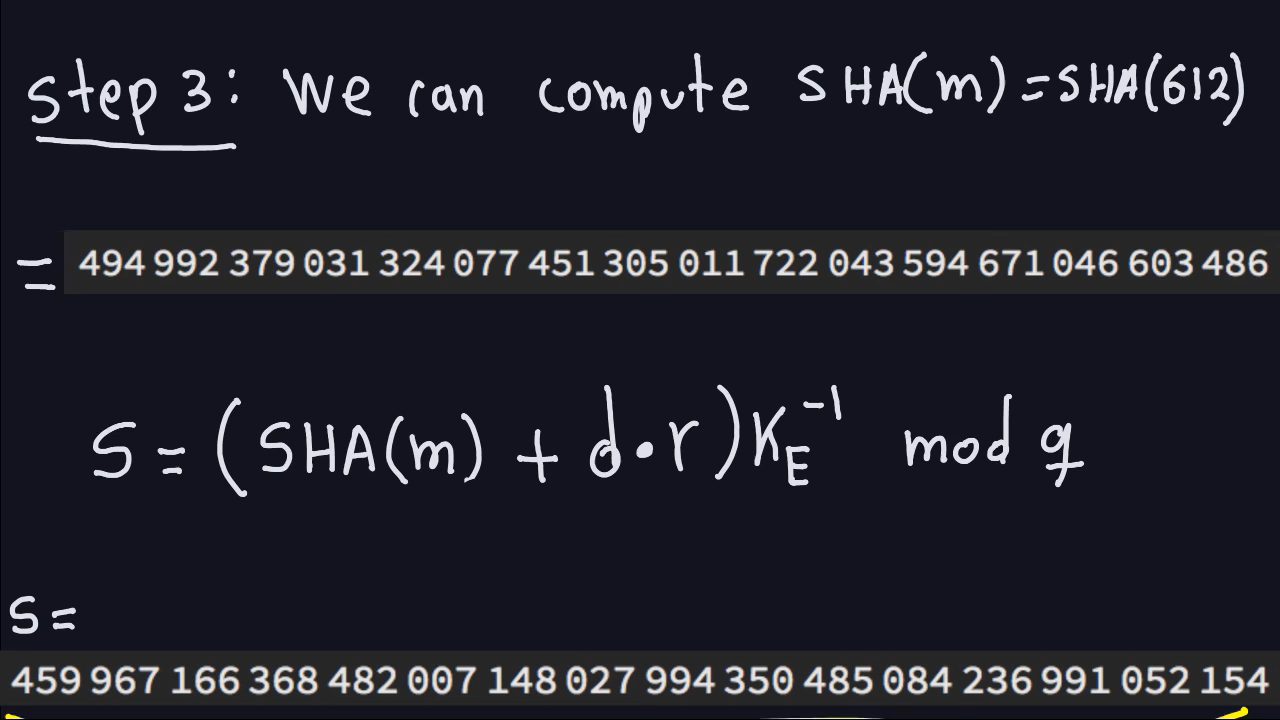 Step 3: We can compute SHA(m)=SHA(612)
= 494 992 379 031 324 077 451 305 011 722 043 594 671 046 603 486
S = (SHA(m) + d•r)K_E^-1 mod q
S =
459 967 166 368 482 007 148 027 994 350 485 084 236 991 052 154